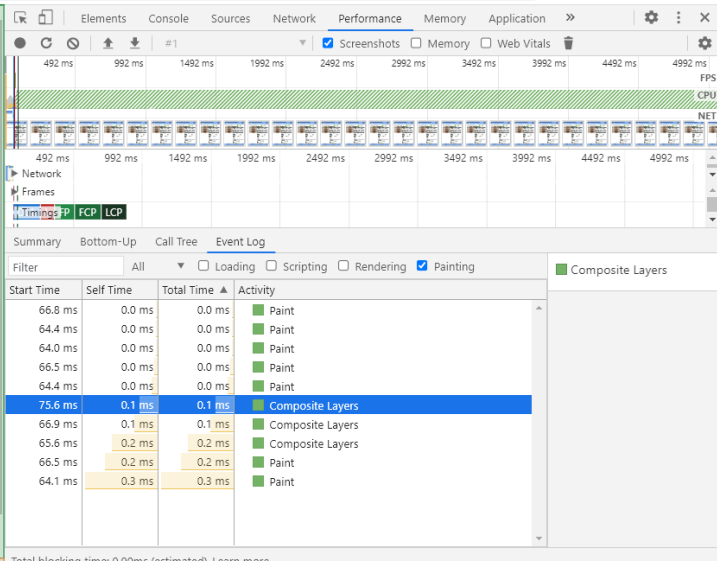 Elements Console Sources Network Performance Memory Application »
#1 Screenshots Memory Web Vitals
492 ms 992 ms 1492 ms 1992 ms 2492 ms 2992 ms 3492 ms 3992 ms 4492 ms 4992 ms
FPS
CPU
NET
492 ms 992 ms 1492 ms 1992 ms 2492 ms 2992 ms 3492 ms 3992 ms 4492 ms 4992 ms
Network
Frames
Timings FP FCP LCP
Summary Bottom-Up Call Tree Event Log
Filter All Loading Scripting Rendering Painting
Composite Layers
Start Time Self Time Total Time ▲ Activity
66.8 ms 0.0 ms 0.0 ms Paint
64.4 ms 0.0 ms 0.0 ms Paint
64.0 ms 0.0 ms 0.0 ms Paint
66.5 ms 0.0 ms 0.0 ms Paint
64.4 ms 0.0 ms 0.0 ms Paint
75.6 ms 0.1 ms 0.1 ms Composite Layers
66.9 ms 0.1 ms 0.1 ms Composite Layers
65.6 ms 0.2 ms 0.2 ms Composite Layers
66.5 ms 0.2 ms 0.2 ms Paint
64.1 ms 0.3 ms 0.3 ms Paint
Total blocking time: 0.00ms (estimated) Learn more